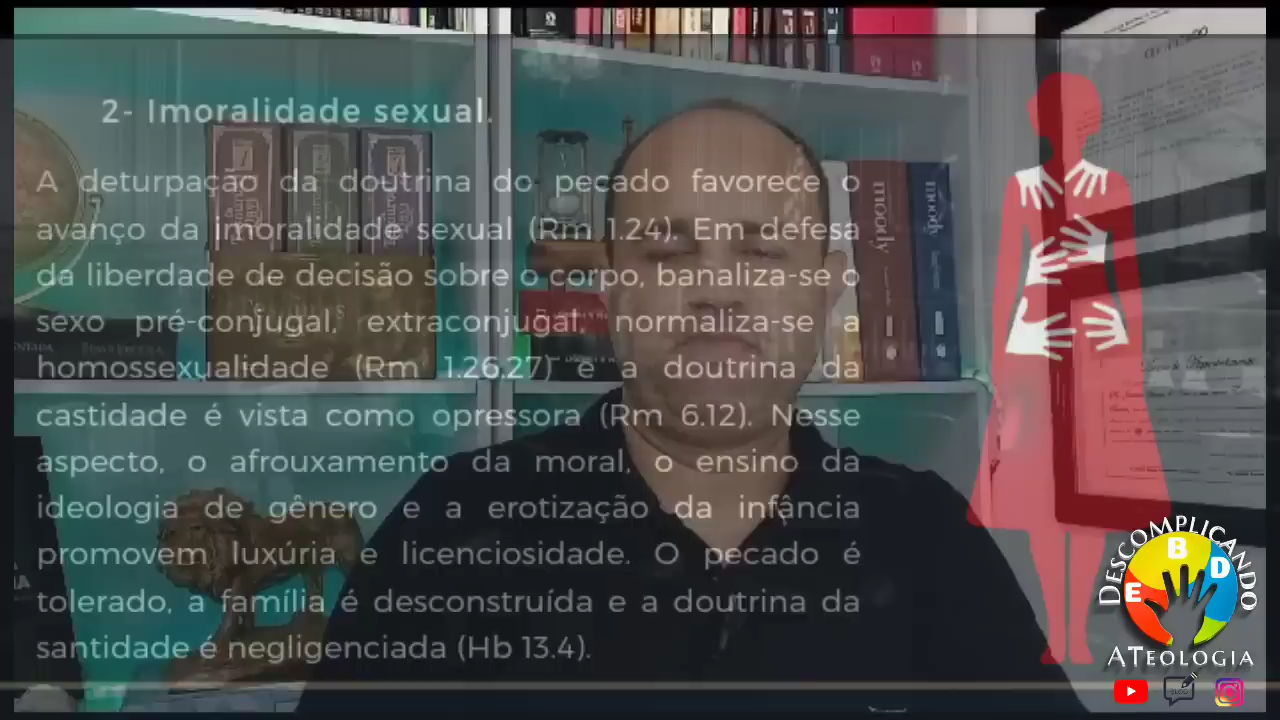 2- Imoralidade sexual.
A deturpação da doutrina do pecado favorece o
avanço da imoralidade sexual (Rm 1.24). Em defesa
da liberdade de decisão sobre o corpo, banaliza-se o
sexo pré-conjugal, extraconjugal, normaliza-se a
homossexualidade (Rm 1.26.27) e a doutrina da
castidade é vista como opressora (Rm 6.12). Nesse
aspecto, o afrouxamento da moral, o ensino da
ideologia de gênero e a erotização da infância
promovem luxúria e licenciosidade. O pecado é
tolerado, a família é desconstruída e a doutrina da
santidade é negligenciada (Hb 13.4).
moody
moody
DESCOMPLICANDO
E B D
ATEOLOGIA
BLOG